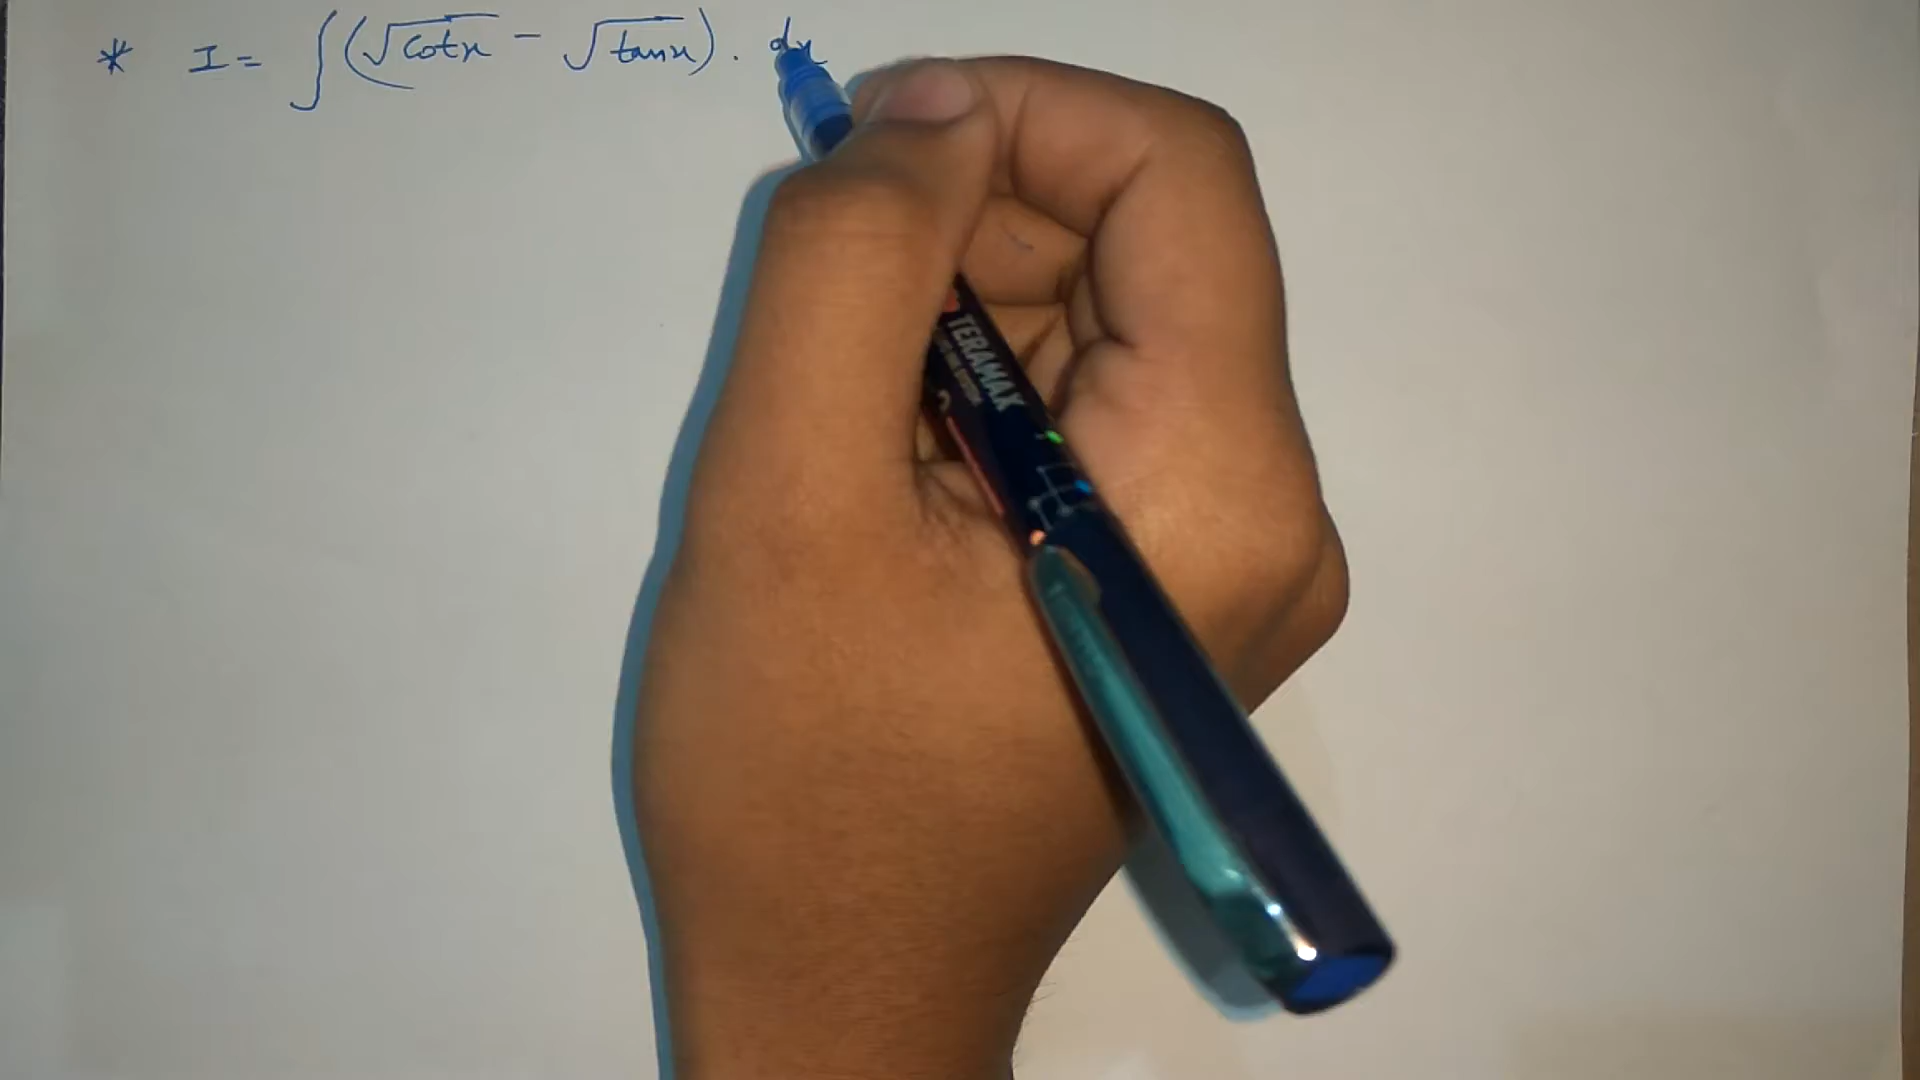 * I = ∫(√cotx - √tanx). dx
TERAMAX